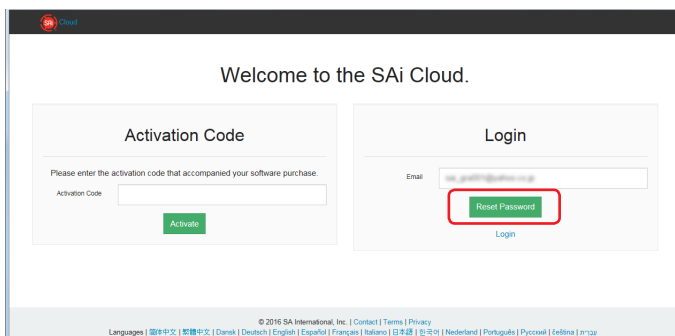 SAi Cloud
Welcome to the SAi Cloud.
Activation Code
Please enter the activation code that accompanied your software purchase.
Activation Code
Activate
Login
Email
Reset Password
Login
© 2016 SA International, Inc. | Contact | Terms | Privacy
Languages | 简体中文 | 繁體中文 | Dansk | Deutsch | English | Español | Français | Italiano | 日本語 | 한국어 | Nederland | Português | Русский | čeština | עברית